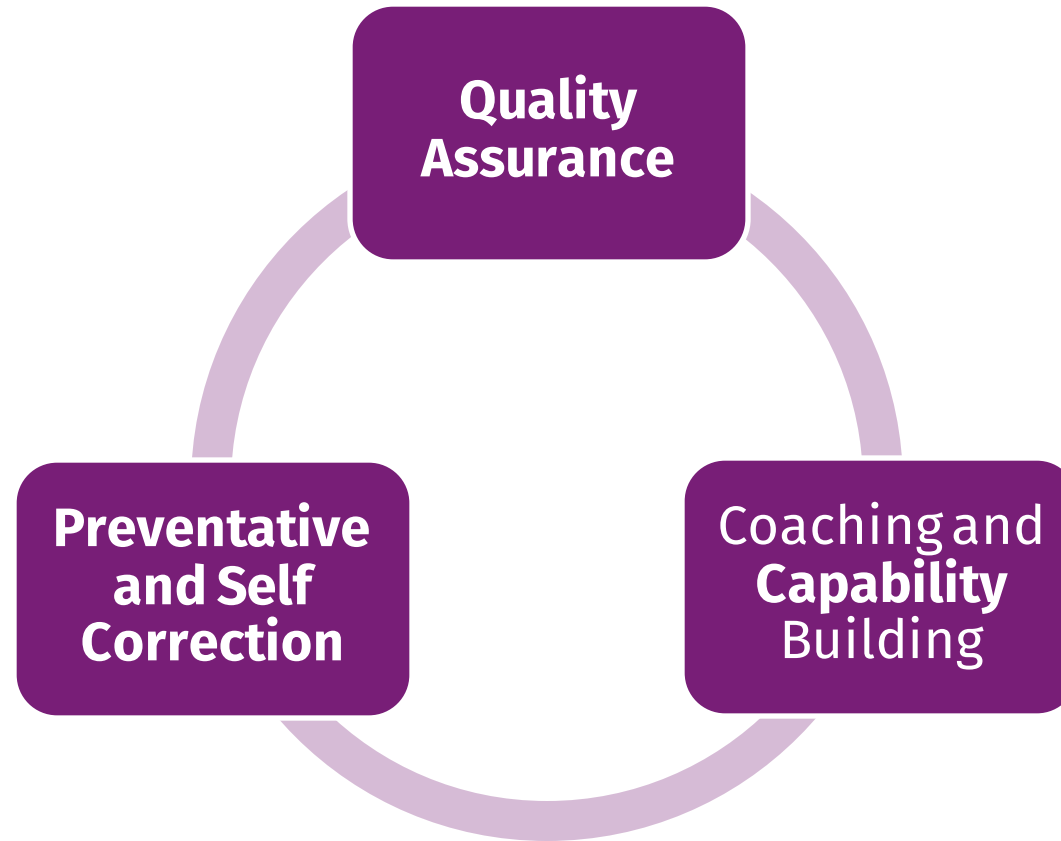 Quality
Assurance
Preventative
and Self
Correction
Coaching and
Capability
Building